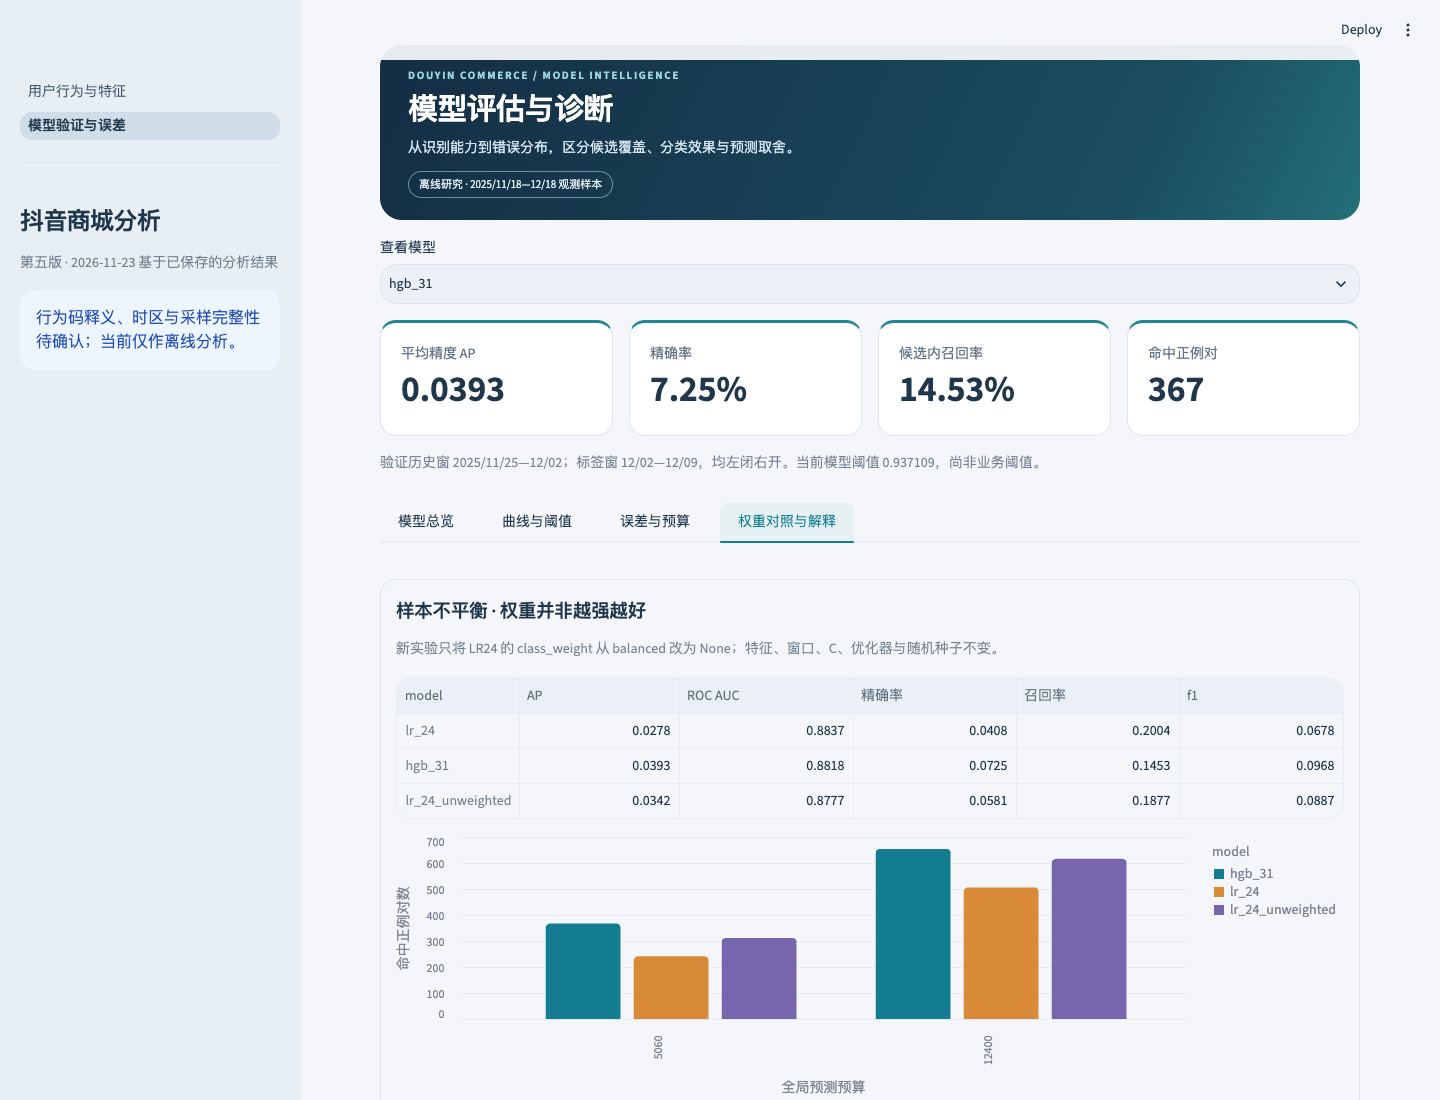 Deploy
用户行为与特征
模型验证与误差
抖音商城分析
第五版 · 2026-11-23 基于已保存的分析结果
行为码释义、时区与采样完整性
待确认；当前仅作离线分析。
DOUYIN COMMERCE / MODEL INTELLIGENCE
模型评估与诊断
从识别能力到错误分布，区分候选覆盖、分类效果与预测取舍。
离线研究 · 2025/11/18—12/18 观测样本
查看模型
hgb_31
平均精度 AP
0.0393
精确率
7.25%
候选内召回率
14.53%
命中正例对
367
验证历史窗 2025/11/25—12/02；标签窗 12/02—12/09，均左闭右开。当前模型阈值 0.937109，尚非业务阈值。
模型总览 曲线与阈值 误差与预算 权重对照与解释
样本不平衡 · 权重并非越强越好
新实验只将 LR24 的 class_weight 从 balanced 改为 None；特征、窗口、C、优化器与随机种子不变。
model AP ROC AUC 精确率 召回率 f1
lr_24 0.0278 0.8837 0.0408 0.2004 0.0678
hgb_31 0.0393 0.8818 0.0725 0.1453 0.0968
lr_24_unweighted 0.0342 0.8777 0.0581 0.1877 0.0887
命中正例对数
700
600
500
400
300
200
100
0
5060
12400
全局预测预算
model
hgb_31
lr_24
lr_24_unweighted